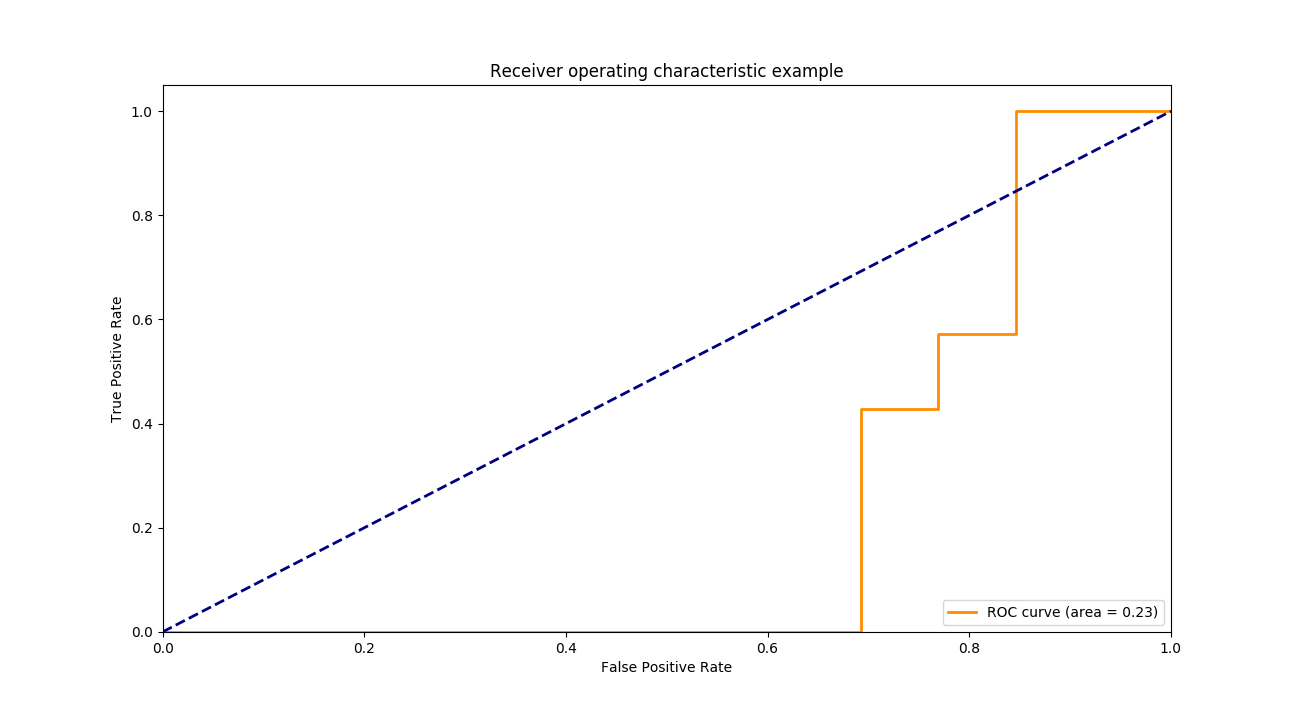 Receiver operating characteristic example
1.0
0.8
0.6
0.4
0.2
0.0
True Positive Rate
0.0 0.2 0.4 0.6 0.8 1.0
False Positive Rate
ROC curve (area = 0.23)